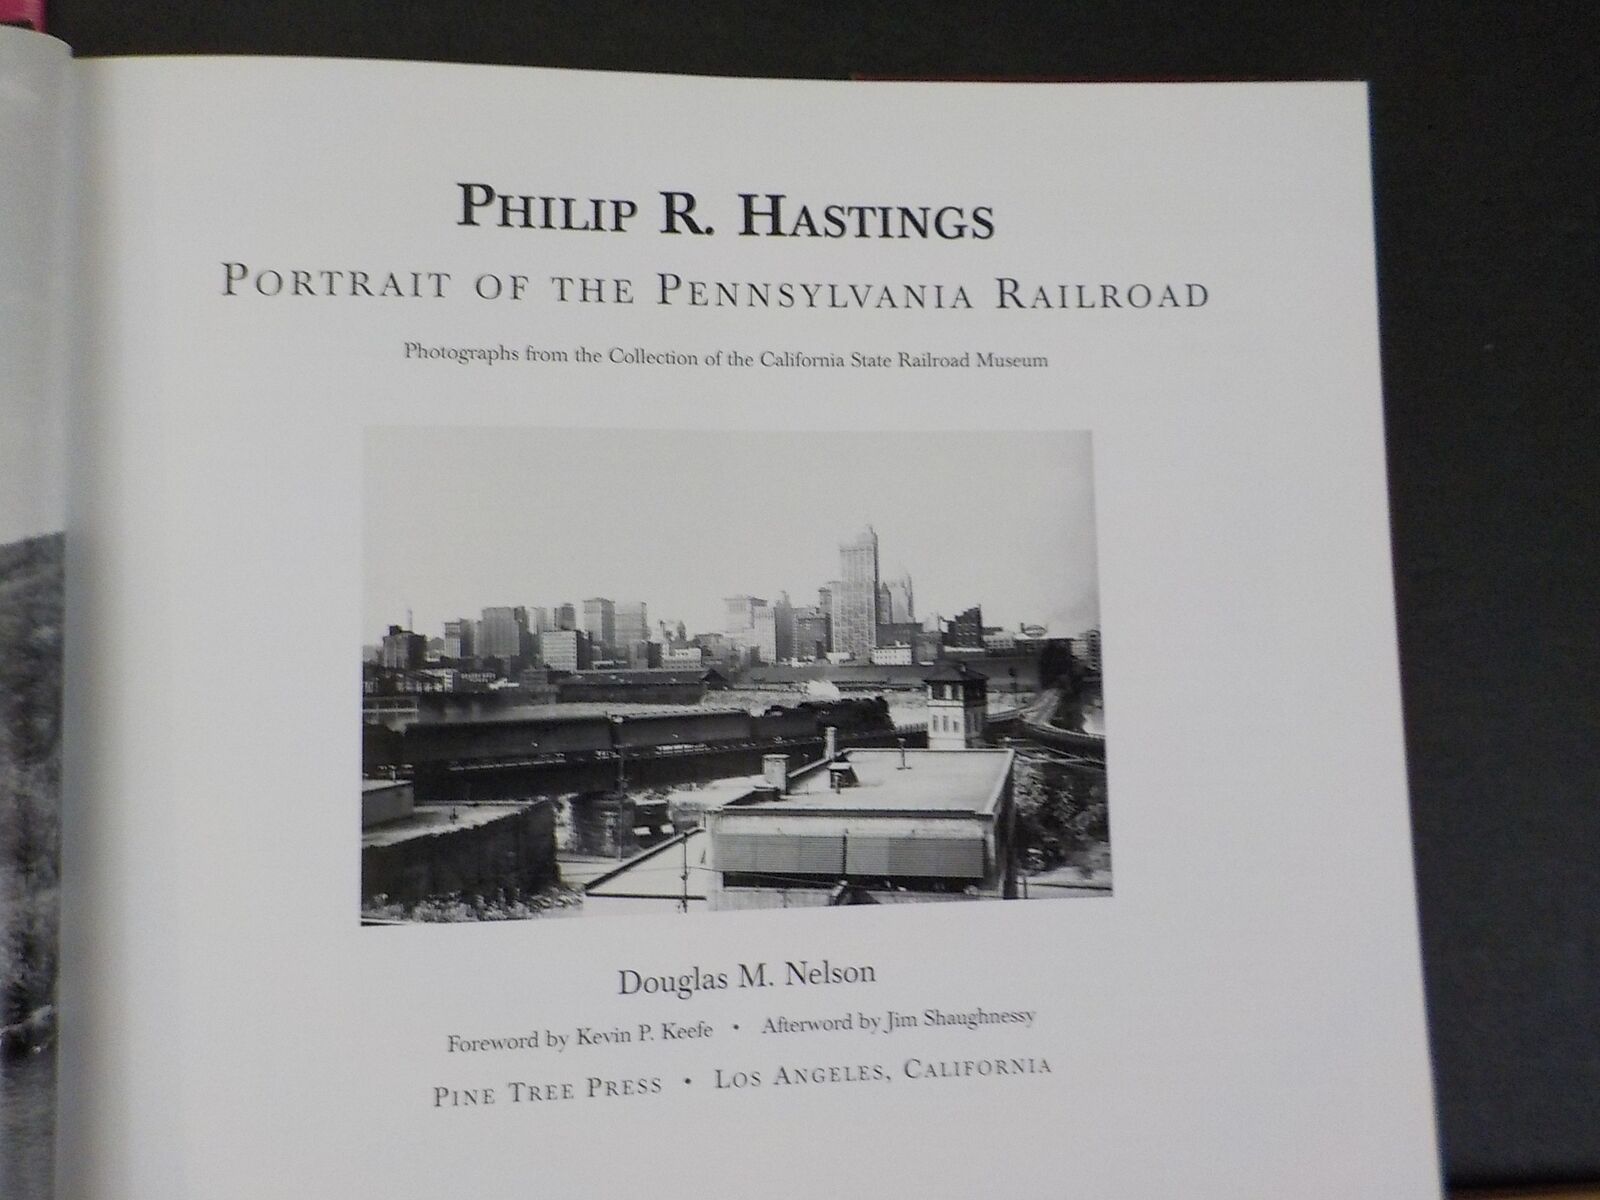 PHILIP R. HASTINGS
PORTRAIT OF THE PENNSYLVANIA RAILROAD
Photographs from the Collection of the California State Railroad Museum
Douglas M. Nelson
Foreword by Kevin P. Keefe • Afterword by Jim Shaughnessy
PINE TREE PRESS • LOS ANGELES, CALIFORNIA